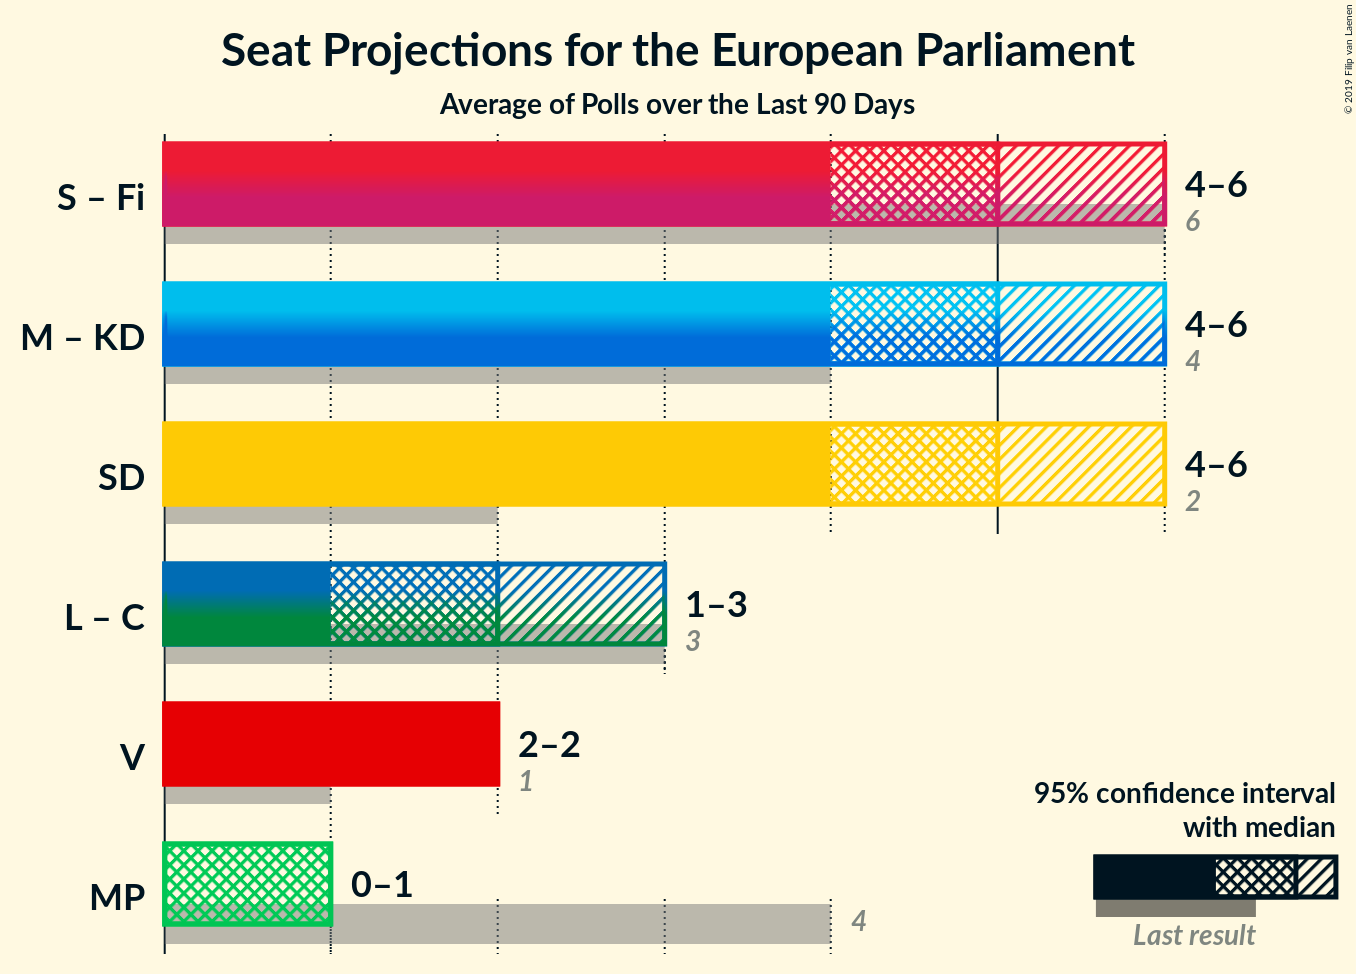 Seat Projections for the European Parliament
Average of Polls over the Last 90 Days
© 2019 Filip van Laenen
S – Fi
4–6
6
M – KD
4–6
4
SD
4–6
2
L – C
1–3
3
V
2–2
1
MP
0–1
4
95% confidence interval
with median
Last result